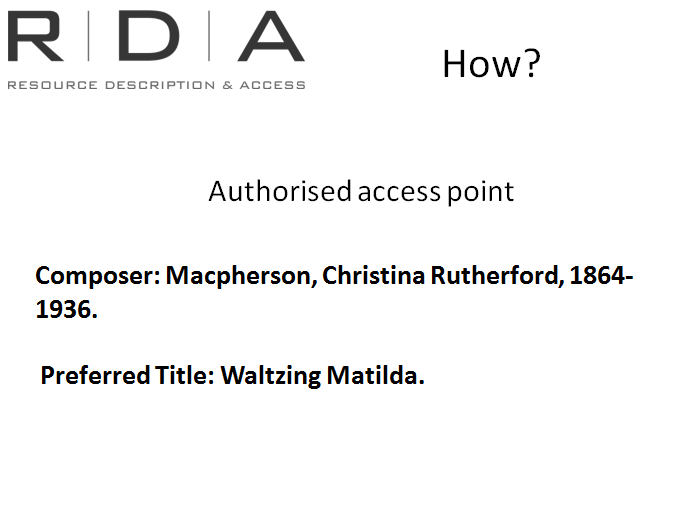 R | D | A
RESOURCE DESCRIPTION & ACCESS
How?
Authorised access point
Composer: Macpherson, Christina Rutherford, 1864-
1936.
Preferred Title: Waltzing Matilda.